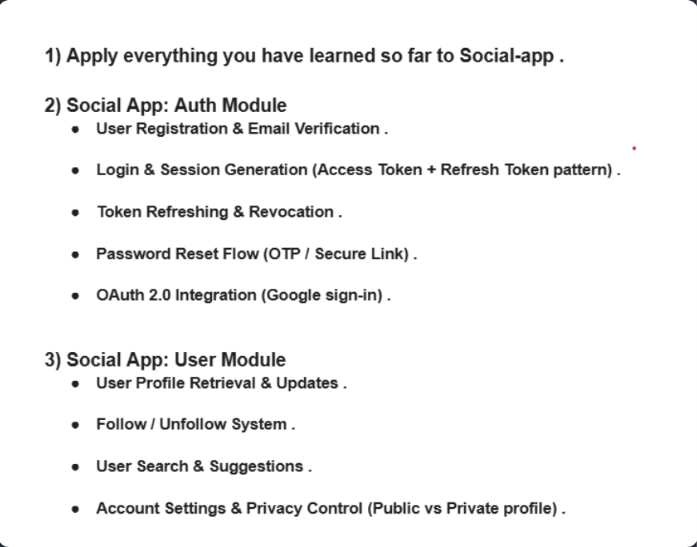 1) Apply everything you have learned so far to Social-app .
2) Social App: Auth Module
● User Registration & Email Verification .
● Login & Session Generation (Access Token + Refresh Token pattern) .
● Token Refreshing & Revocation .
● Password Reset Flow (OTP / Secure Link) .
● OAuth 2.0 Integration (Google sign-in) .
3) Social App: User Module
● User Profile Retrieval & Updates .
● Follow / Unfollow System .
● User Search & Suggestions .
● Account Settings & Privacy Control (Public vs Private profile) .